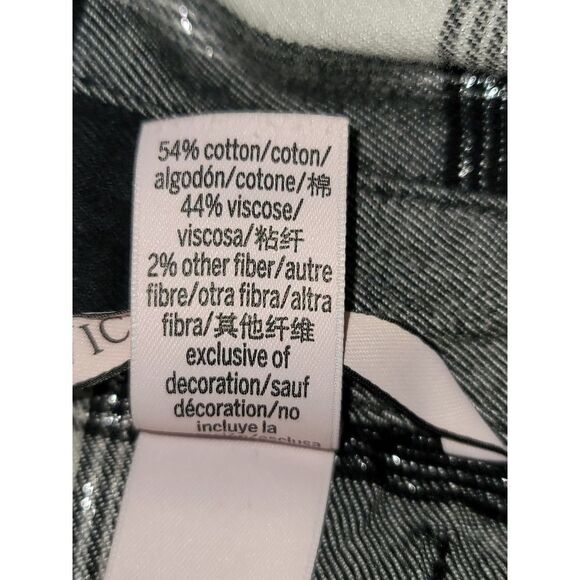 54% cotton/coton/
algodón/cotone/棉
44% viscose/
viscosa/粘纤
2% other fiber/autre
fibre/otra fibra/altra
fibra/其他纤维
exclusive of
decoration/sauf
décoration/no
incluye la
IC